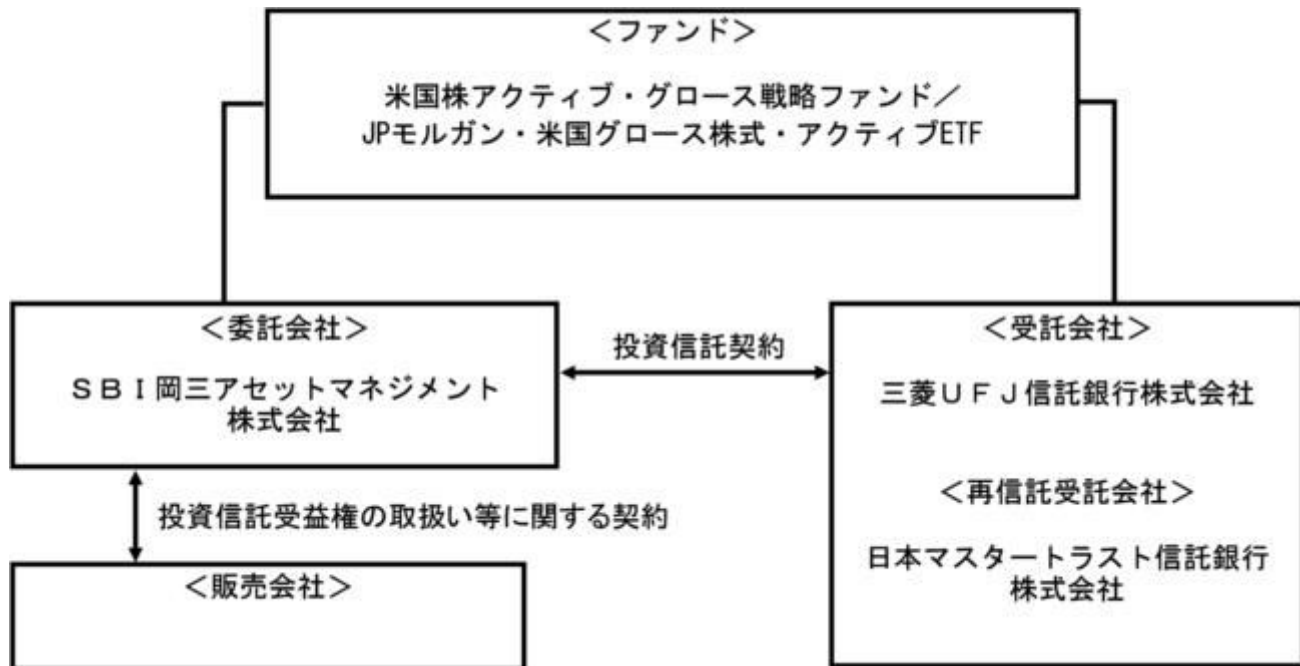 ＜ファンド＞
米国株アクティブ・グロース戦略ファンド／
JPモルガン・米国グロース株式・アクティブETF
＜委託会社＞
ＳＢＩ岡三アセットマネジメント
株式会社
投資信託契約
＜受託会社＞
三菱ＵＦＪ信託銀行株式会社
＜再信託受託会社＞
日本マスタートラスト信託銀行
株式会社
投資信託受益権の取扱い等に関する契約
＜販売会社＞